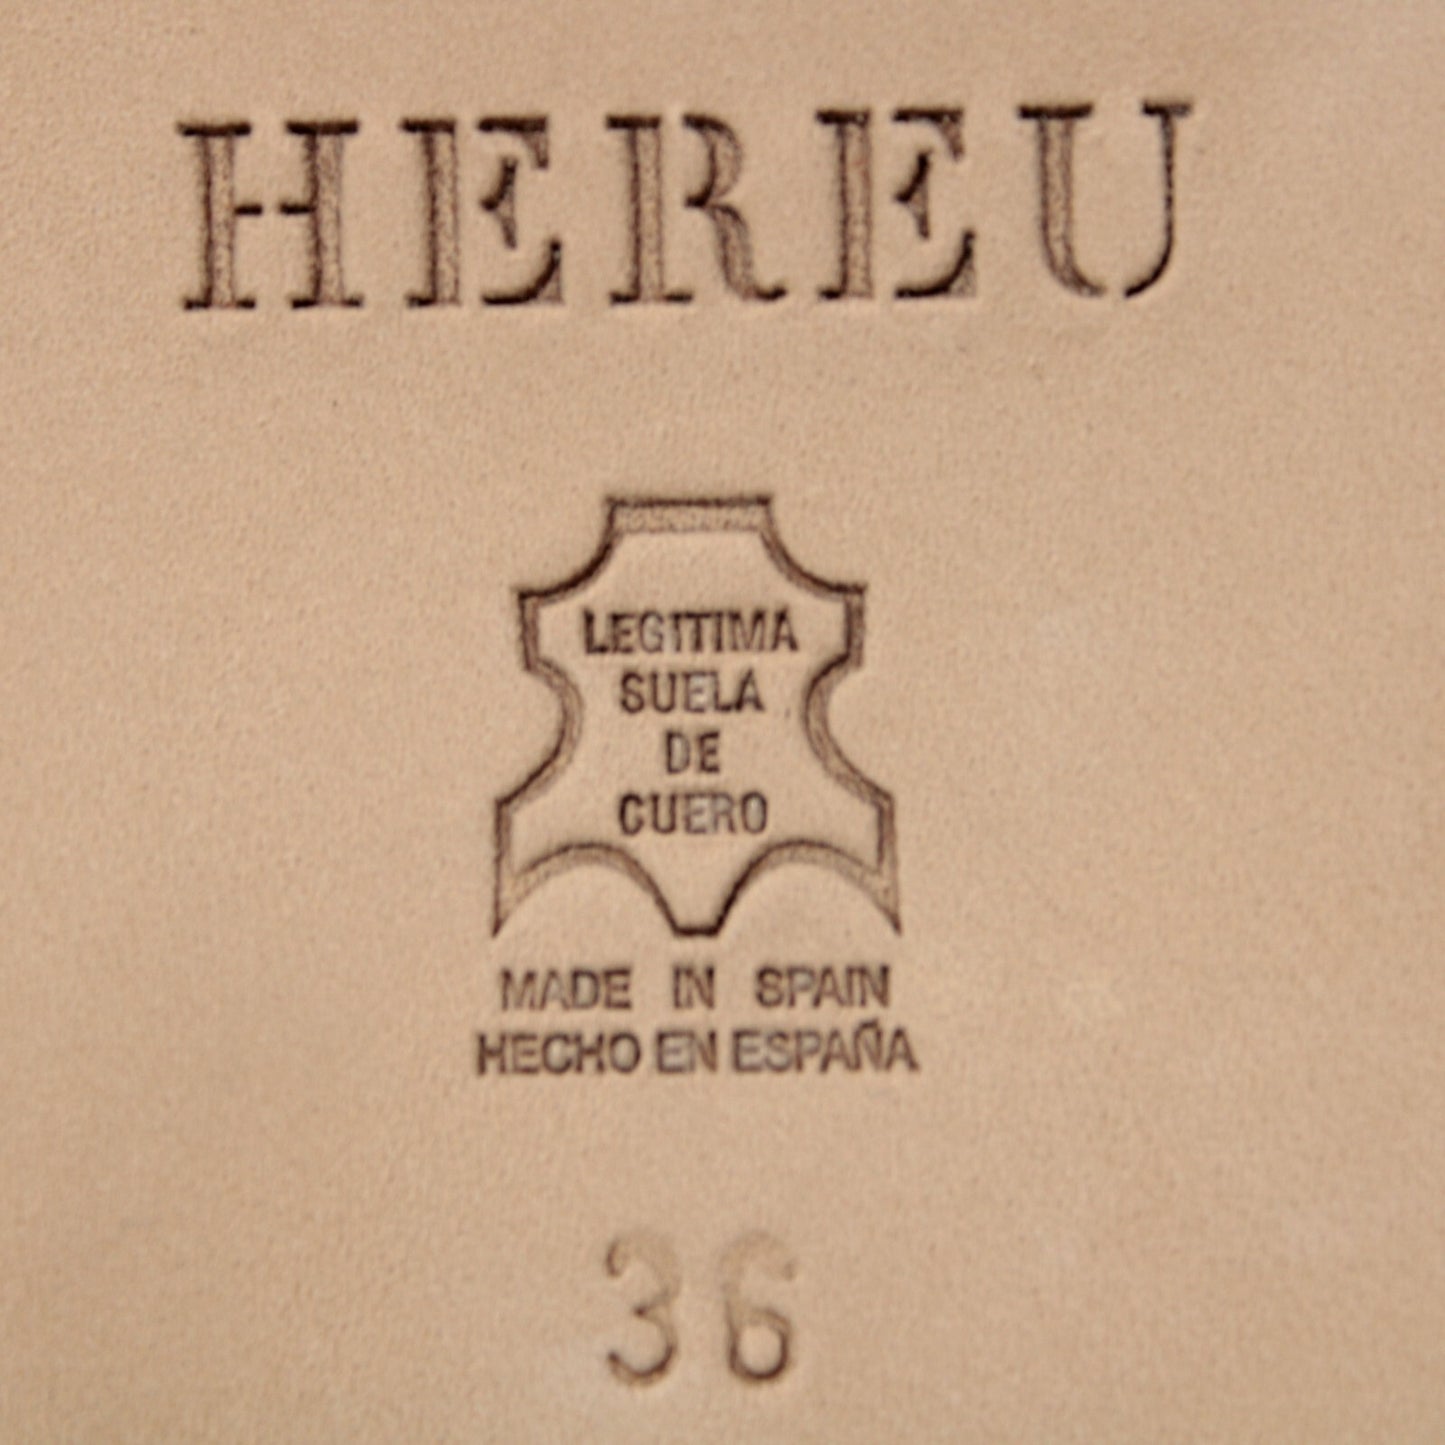 HEREU
LEGITIMA
SUELA
DE
CUERO
MADE IN SPAIN
HECHO EN ESPAÑA
36